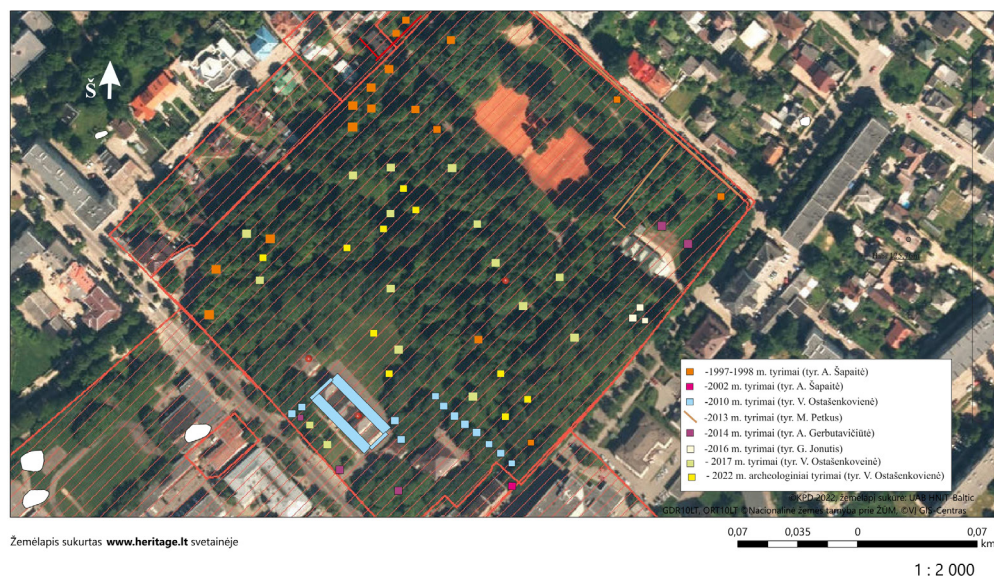 Š
-1997-1998 m. tyrimai (tyr. A. Šapaitė)
-2002 m. tyrimai (tyr. A. Šapaitė)
-2010 m. tyrimai (tyr. V. Ostašenkovienė)
-2013 m. tyrimai (tyr. M. Petkus)
-2014 m. tyrimai (tyr. A. Gerbutavičiūtė)
-2016 m. tyrimai (tyr. G. Jonutis)
- 2017 m. tyrimai (tyr. V. Ostašenkoveinė)
- 2022 m. archeologiniai tyrimai (tyr. V. Ostašenkovienė)
©KPD 2022, žemėlapį sukūrė: UAB HNIT-Baltic
GDR10LT, ORT10LT ©Nacionalinė žemės tarnyba prie ŽŪM, ©VĮ GIS-Centras
Žemėlapis sukurtas www.heritage.lt svetainėje
0,07 0,035 0 0,07
km
1 : 2 000